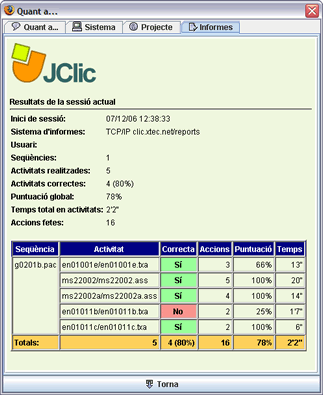 Quant a...
Quant a... Sistema Projecte Informes
JClic
Resultats de la sessió actual
Inici de sessió: 07/12/06 12:38:33
Sistema d'informes: TCP/IP clic.xtec.net/reports
Usuari:
Seqüències: 1
Activitats realitzades: 5
Activitats correctes: 4 (80%)
Puntuació global: 78%
Temps total en activitats: 2'2"
Accions fetes: 16
Seqüència Activitat Correcta Accions Puntuació Temps
g0201b.pac en01001e/en01001e.txa Sí 3 66% 13"
ms22002/ms22002.ass Sí 5 100% 20"
ms22002a/ms22002a.ass Sí 4 100% 14"
en01011b/en01011b.txa No 2 25% 1'7"
en01011c/en01011c.txa Sí 2 100% 6"
Totals: 5 4 (80%) 16 78% 2'2"
Torna